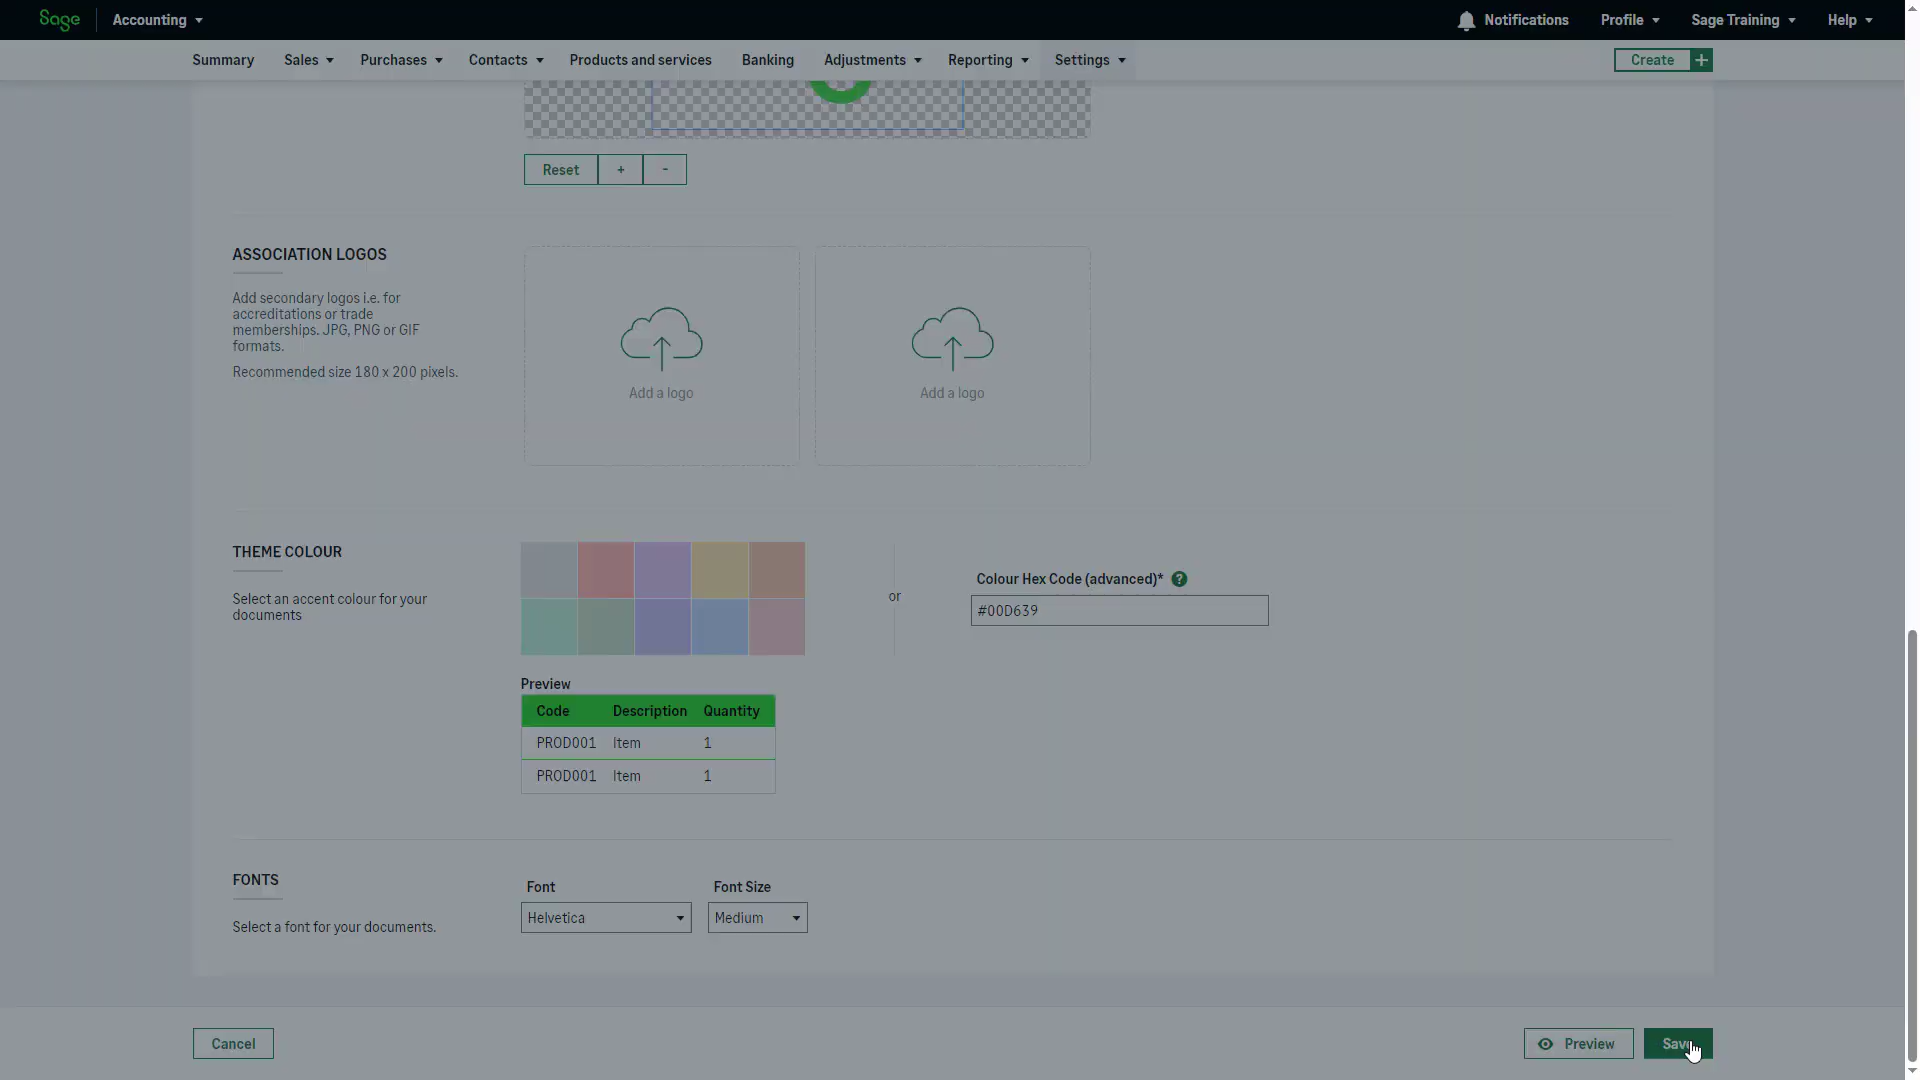 Sage
Accounting
Notifications
Profile
Sage Training
Help
Summary
Sales
Purchases
Contacts
Products and services
Banking
Adjustments
Reporting
Settings
Create +
Reset
+
-
ASSOCIATION LOGOS
Add secondary logos i.e. for
accreditations or trade
memberships. JPG, PNG or GIF
formats.
Recommended size 180 x 200 pixels.
Add a logo
Add a logo
THEME COLOUR
Select an accent colour for your
documents
or
Colour Hex Code (advanced)* ?
#00D639
Preview
Code Description Quantity
PROD001 Item 1
PROD001 Item 1
FONTS
Select a font for your documents.
Font
Helvetica
Font Size
Medium
Cancel
Preview
Save